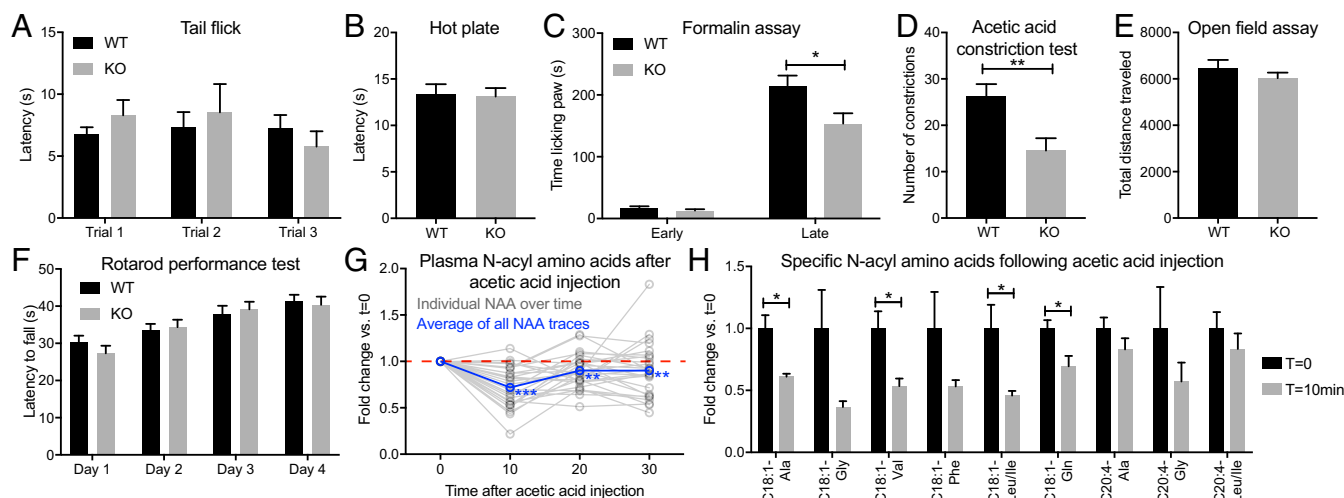 A
Tail flick
Latency (s)
15
10
5
0
WT
KO
Trial 1
Trial 2
Trial 3
B
Hot plate
Latency (s)
20
15
10
5
0
WT
KO
C
Formalin assay
Time licking paw (s)
300
200
100
0
WT
KO
*
Early
Late
D
Acetic acid
constriction test
Number of constrictions
40
30
20
10
0
**
WT
KO
E
Open field assay
Total distance traveled
8000
6000
4000
2000
0
WT
KO
F
Rotarod performance test
Latency to fall (s)
50
40
30
20
10
0
WT
KO
Day 1
Day 2
Day 3
Day 4
G
Plasma N-acyl amino acids after
acetic acid injection
Individual NAA over time
Average of all NAA traces
Fold change vs. t=0
2.0
1.5
1.0
0.5
0.0
***
**
**
0
10
20
30
Time after acetic acid injection
H
Specific N-acyl amino acids following acetic acid injection
Fold change vs. t=0
1.5
1.0
0.5
0.0
*
*
*
*
T=0
T=10min
C18:1-
Ala
C18:1-
Gly
C18:1-
Val
C18:1-
Phe
C18:1-
Leu/Ile
C18:1-
Gln
C20:4-
Ala
C20:4-
Gly
C20:4-
Leu/Ile